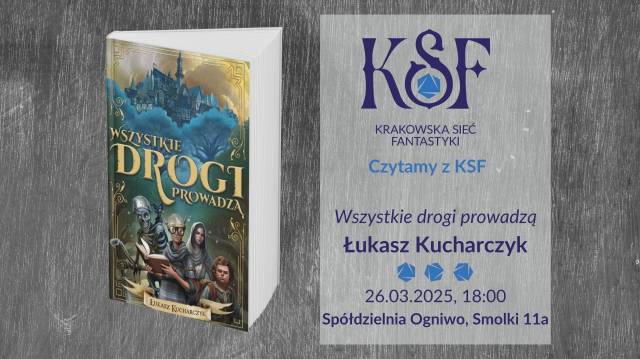 WSZYSTKIE
DROGI
PROWADZĄ
ŁUKASZ KUCHARCZYK
KSF
KRAKOWSKA SIEĆ
FANTASTYKI
Czytamy z KSF
Wszystkie drogi prowadzą
Łukasz Kucharczyk
26.03.2025, 18:00
Spółdzielnia Ogniwo, Smolki 11a